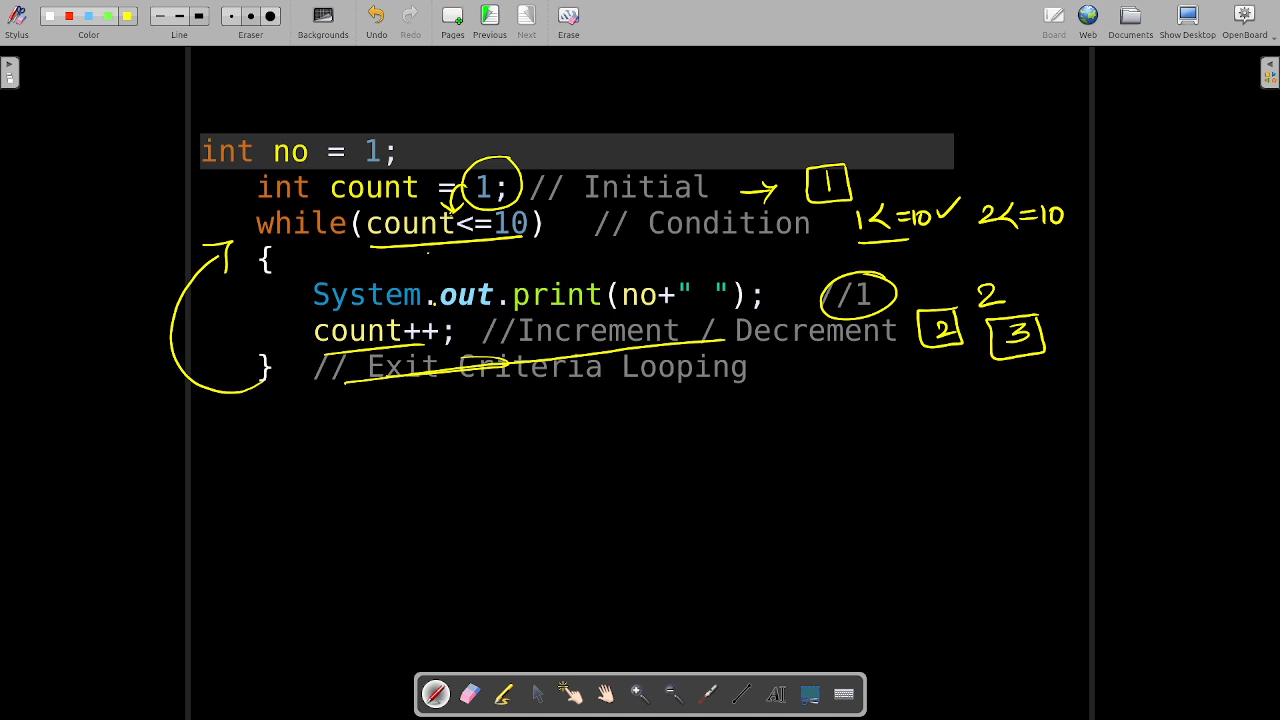 Stylus Color Line Eraser Backgrounds Undo Redo Pages Previous Next Erase Board Web Documents Show Desktop OpenBoard
int no = 1;
int count = 1; // Initial → 1
while(count<=10) // Condition 1<=10✓ 2<=10
{
System.out.print(no+" "); //1 2
count++; //Increment / Decrement 2 3
} // Exit Criteria Looping